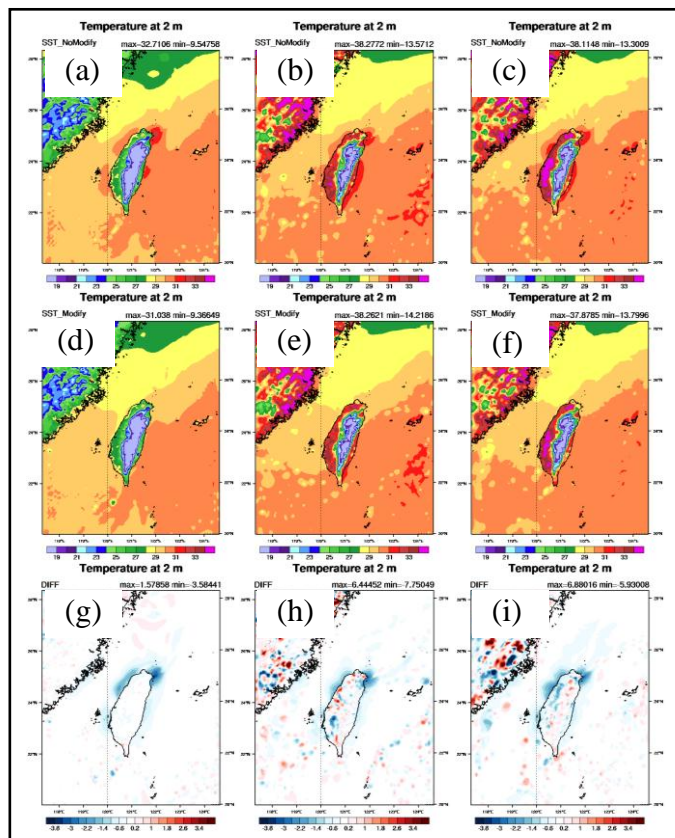 Temperature at 2 m Temperature at 2 m Temperature at 2 m
SST_NoModify max=32.7106 min=9.54758 SST_NoModify max=38.2772 min=13.5712 SST_NoModify max=38.1148 min=13.3009
(a) (b) (c)
19 21 23 25 27 29 31 33 19 21 23 25 27 29 31 33 19 21 23 25 27 29 31 33
Temperature at 2 m Temperature at 2 m Temperature at 2 m
SST_Modify max=31.038 min=9.36649 SST_Modify max=38.2621 min=14.2186 SST_Modify max=37.8785 min=13.7996
(d) (e) (f)
19 21 23 25 27 29 31 33 19 21 23 25 27 29 31 33 19 21 23 25 27 29 31 33
Temperature at 2 m Temperature at 2 m Temperature at 2 m
DIFF max=1.57858 min=-3.58441 DIFF max=6.44452 min=-7.75049 DIFF max=6.88016 min=-5.93008
(g) (h) (i)
-3.8 -3 -2.2 -1.4 -0.6 0.2 1 1.8 2.6 3.4 -3.8 -3 -2.2 -1.4 -0.6 0.2 1 1.8 2.6 3.4 -3.8 -3 -2.2 -1.4 -0.6 0.2 1 1.8 2.6 3.4